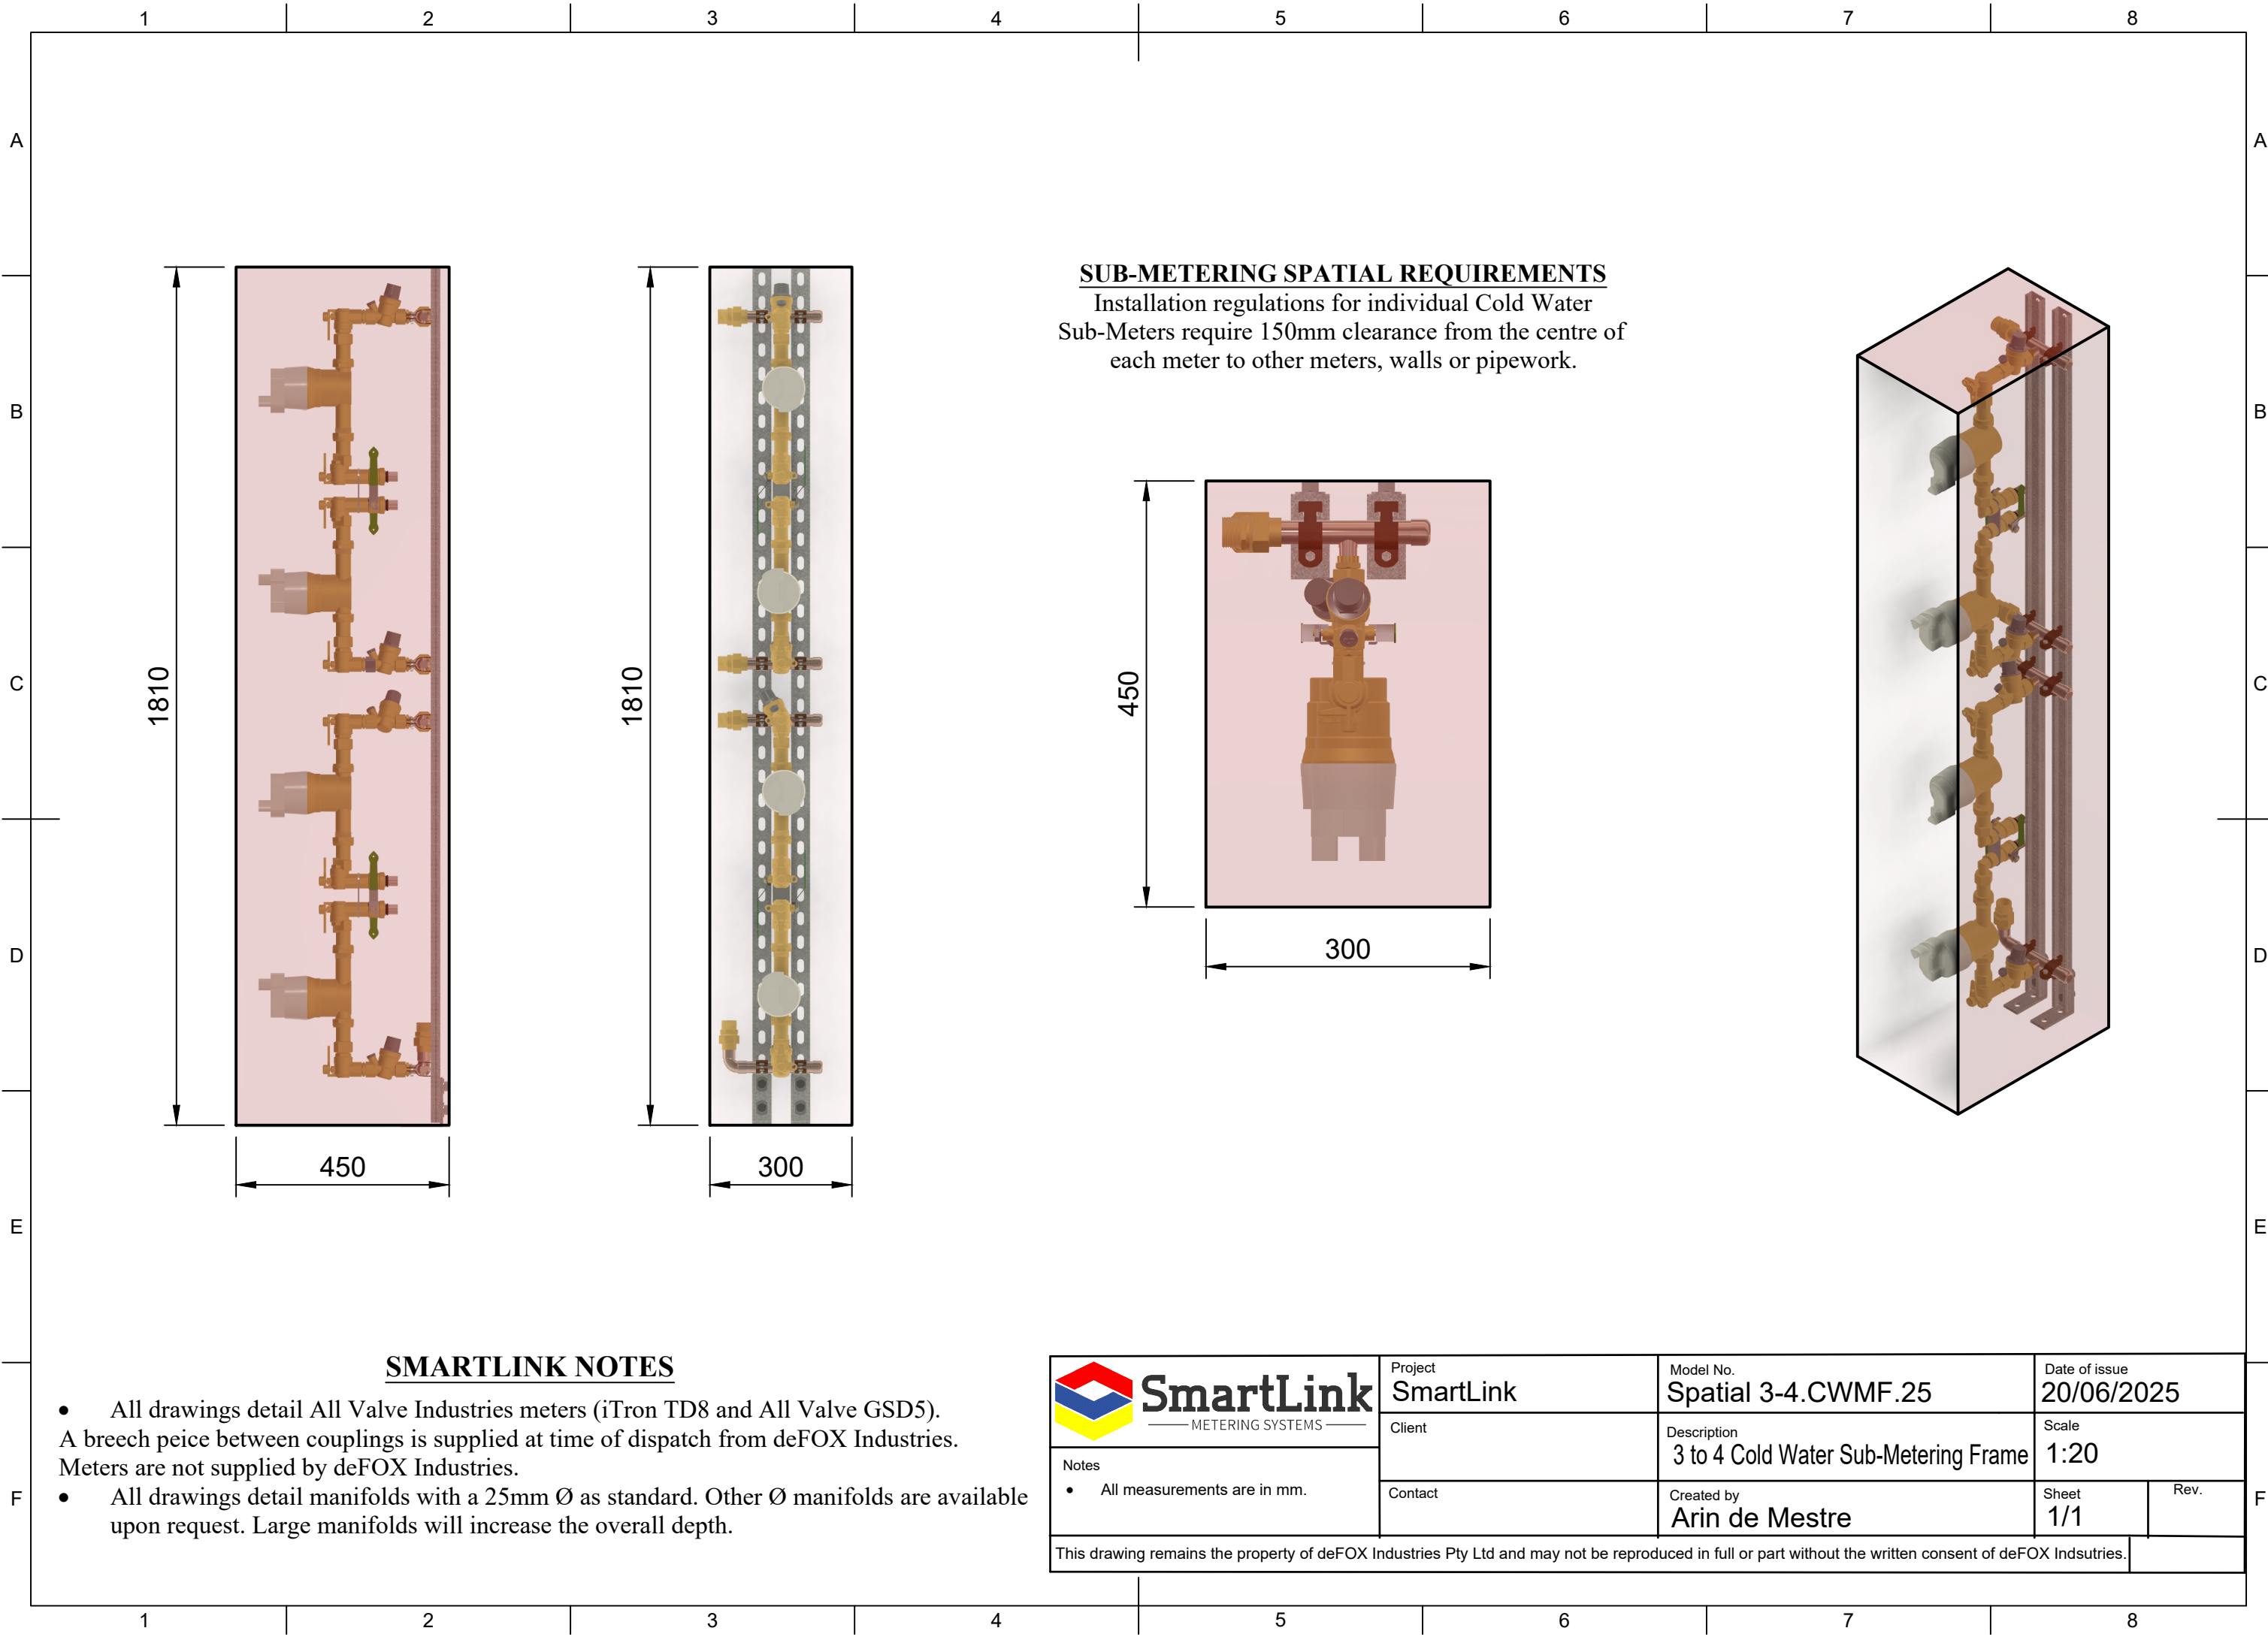 1 2 3 4 5 6 7 8
A A
B B
C C
D D
E E
F F
1810
450
1810
300
SUB-METERING SPATIAL REQUIREMENTS
Installation regulations for individual Cold Water
Sub-Meters require 150mm clearance from the centre of
each meter to other meters, walls or pipework.
450
300
SMARTLINK NOTES
• All drawings detail All Valve Industries meters (iTron TD8 and All Valve GSD5).
A breech peice between couplings is supplied at time of dispatch from deFOX Industries.
Meters are not supplied by deFOX Industries.
• All drawings detail manifolds with a 25mm Ø as standard. Other Ø manifolds are available
upon request. Large manifolds will increase the overall depth.
SmartLink
METERING SYSTEMS
Notes
• All measurements are in mm.
Project
SmartLink
Client
Contact
Model No.
Spatial 3-4.CWMF.25
Description
3 to 4 Cold Water Sub-Metering Frame
Created by
Arin de Mestre
Date of issue
20/06/2025
Scale
1:20
Sheet
1/1
Rev.
This drawing remains the property of deFOX Industries Pty Ltd and may not be reproduced in full or part without the written consent of deFOX Indsutries.
1 2 3 4 5 6 7 8